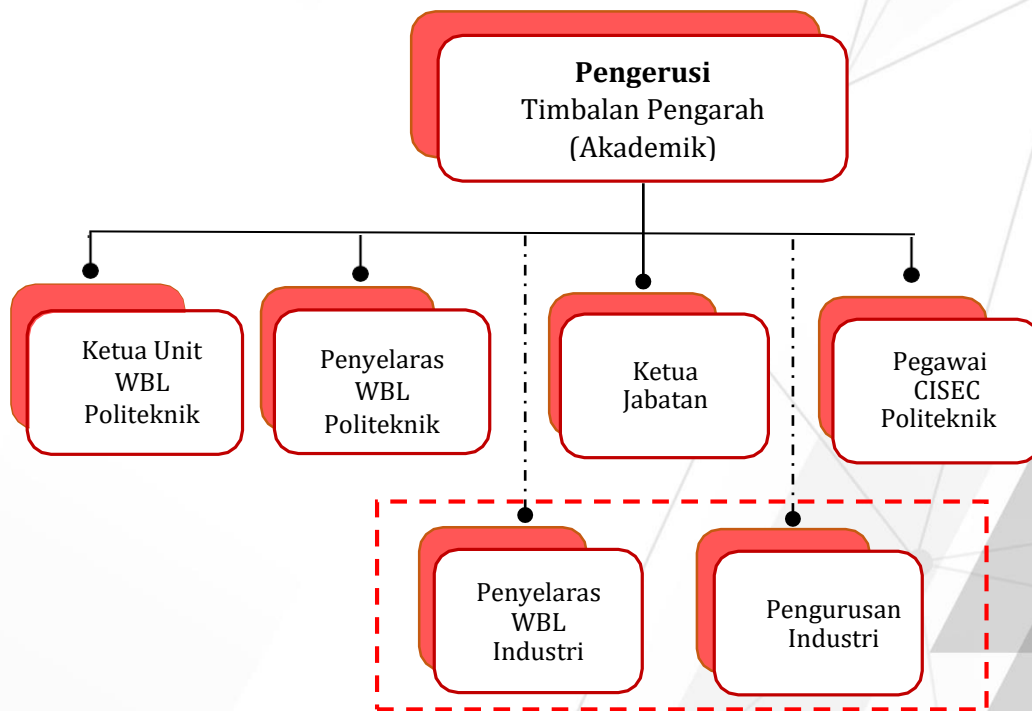 Pengerusi
Timbalan Pengarah
(Akademik)
Ketua Unit
WBL
Politeknik
Penyelaras
WBL
Politeknik
Ketua
Jabatan
Pegawai
CISEC
Politeknik
Penyelaras
WBL
Industri
Pengurusan
Industri